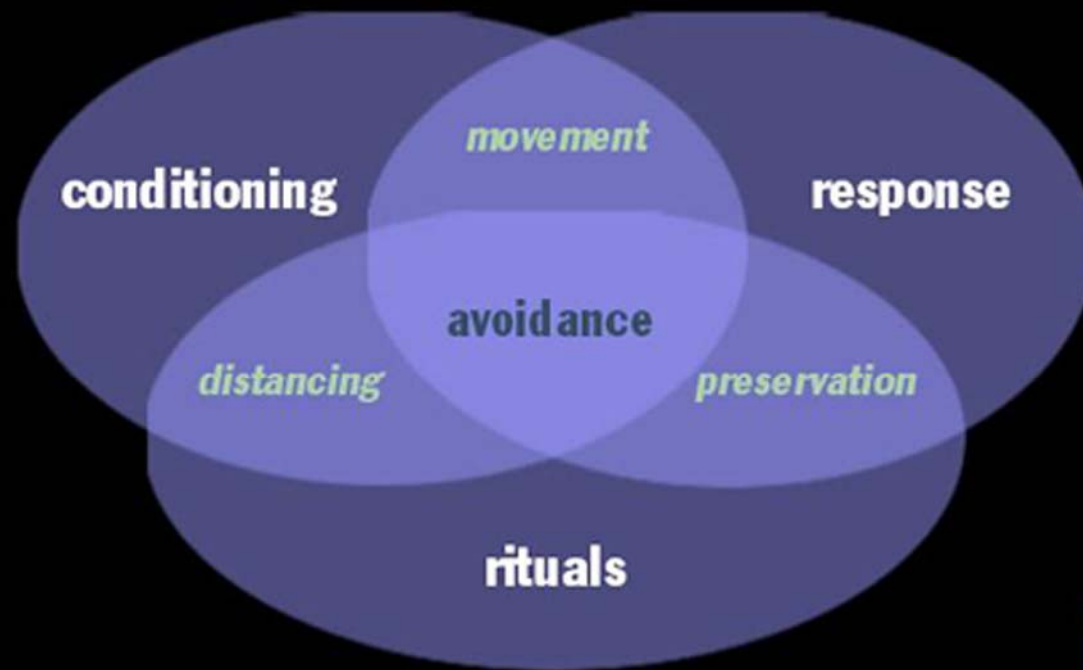 movement
conditioning
response
avoidance
distancing
preservation
rituals